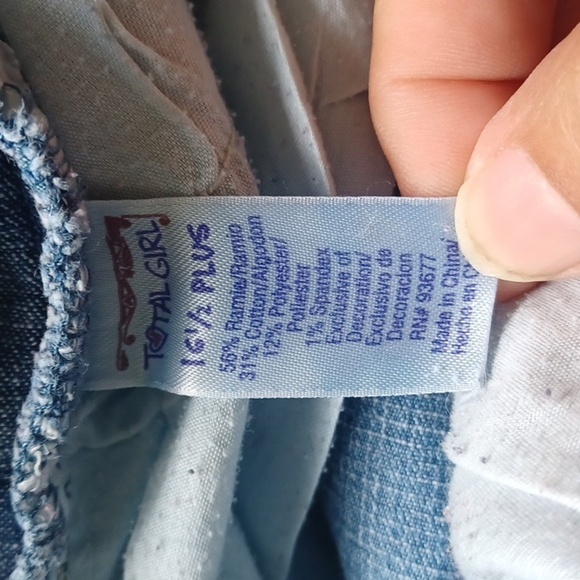 TOTAL GIRL
16 1/2 PLUS
56% Ramie/Ramio
31% Cotton/Algodon
12% Polyester/
Poliester
1% Spandex
Exclusive of
Decoration/
Exclusivo de
Decoracion
RN# 93677
Made in China/
Hecho en C